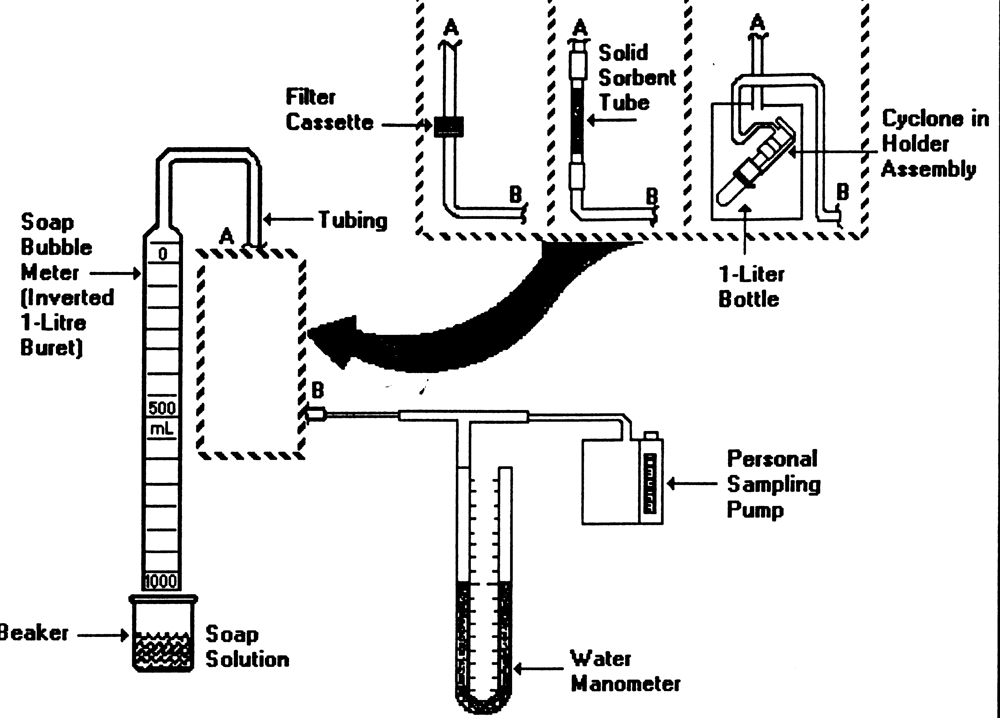 A
A
A
Solid
Sorbent
Tube
Filter
Cassette
Cyclone in
Holder
Assembly
B
B
B
Soap
Bubble
Meter
(Inverted
1-Litre
Buret)
Tubing
A
0
1-Liter
Bottle
B
500
mL
Personal
Sampling
Pump
1000
Beaker
Soap
Solution
Water
Manometer